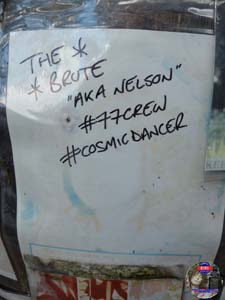 THE *
* BRUTE
"AKA NELSON"
#77CREW
#COSMICDANCER